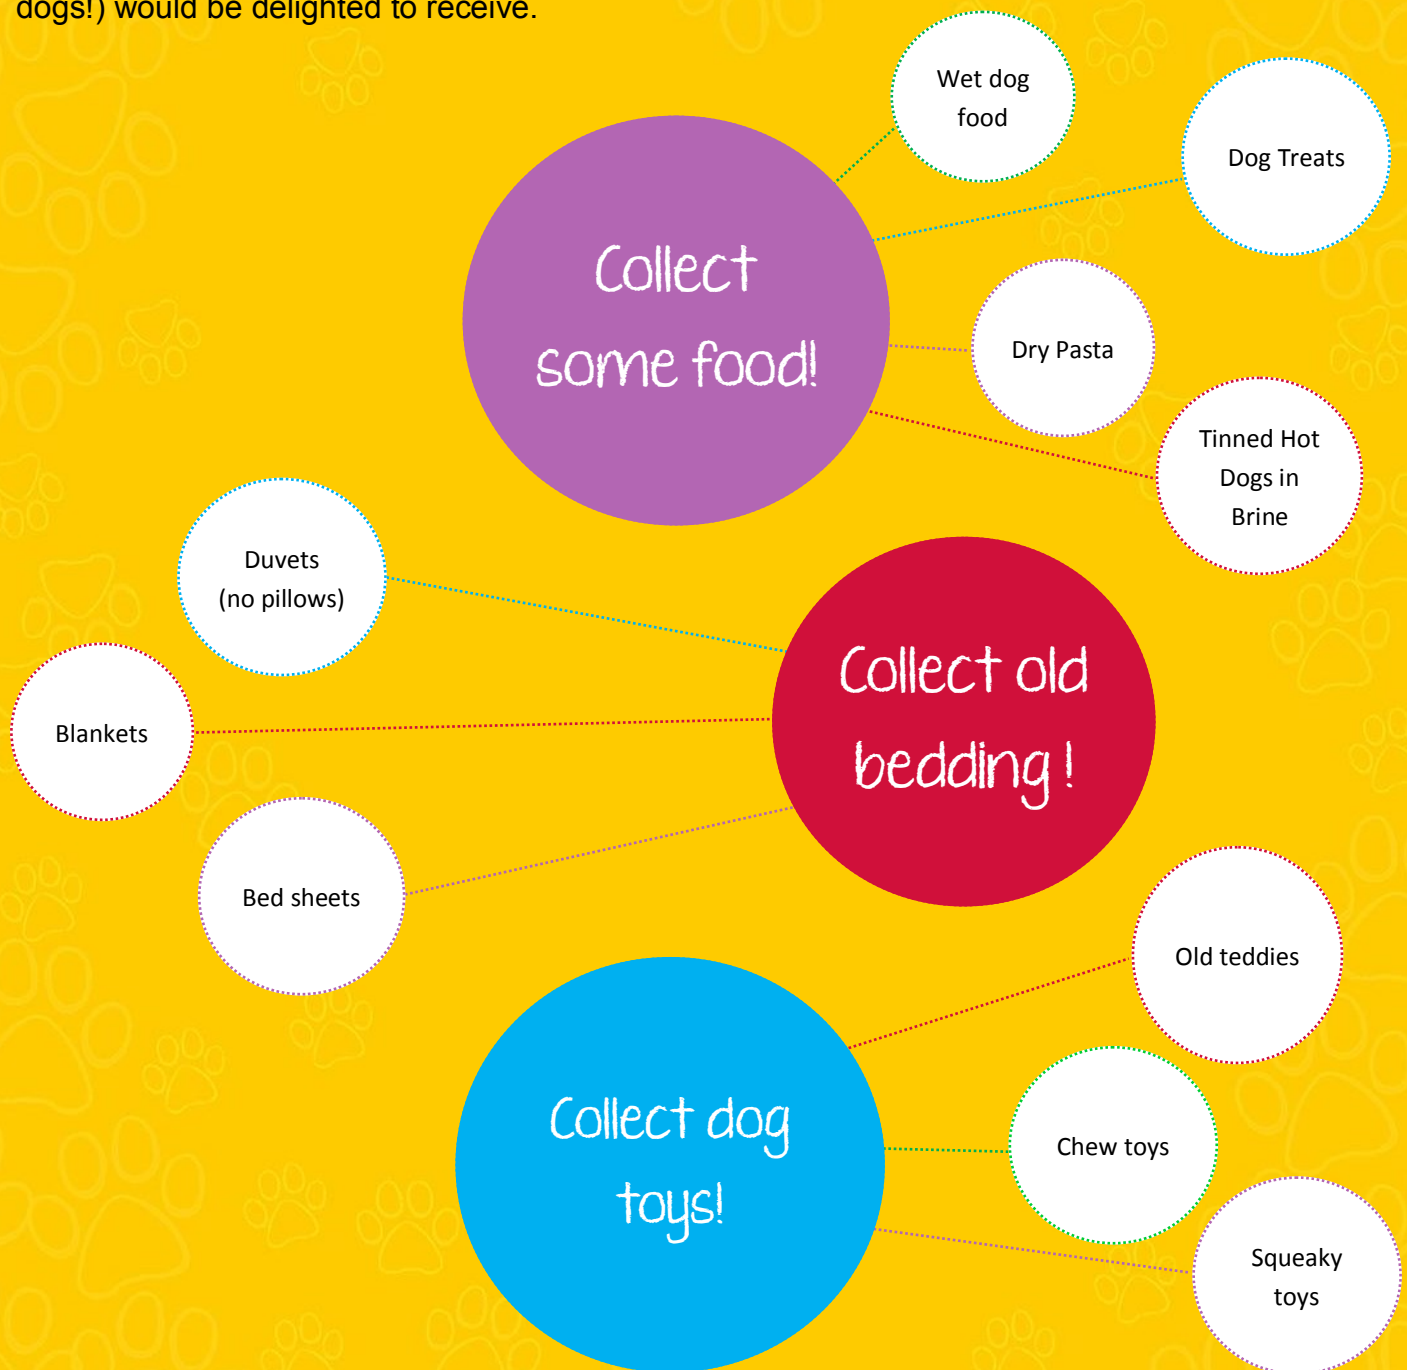 dogs!) would be delighted to receive.
Wet dog
food
Dog Treats
Collect
some food!
Dry Pasta
Tinned Hot
Dogs in
Brine
Duvets
(no pillows)
Collect old
bedding !
Blankets
Bed sheets
Old teddies
Collect dog
toys!
Chew toys
Squeaky
toys